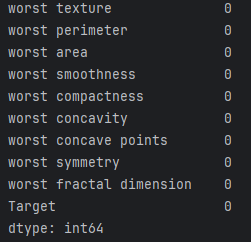 worst texture 0
worst perimeter 0
worst area 0
worst smoothness 0
worst compactness 0
worst concavity 0
worst concave points 0
worst symmetry 0
worst fractal dimension 0
Target 0
dtype: int64